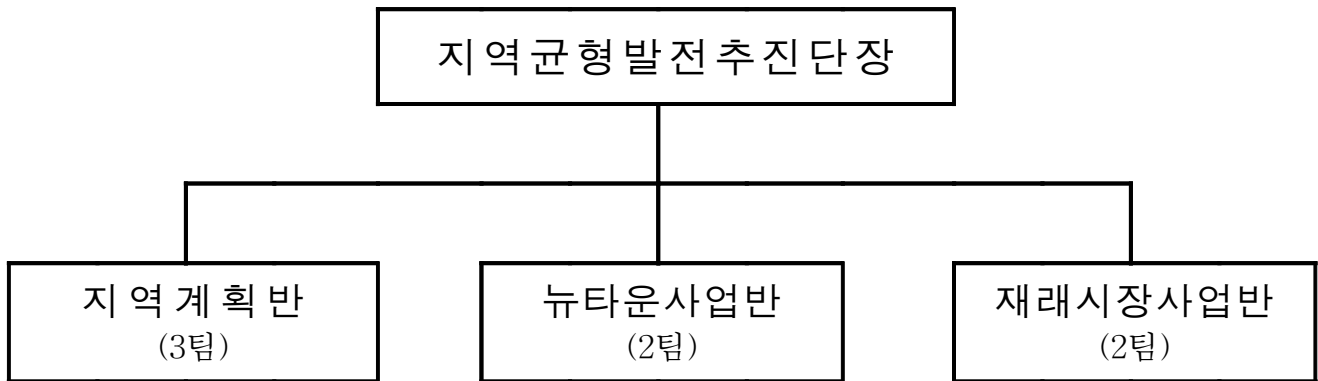 지역균형발전추진단장
지역계획반
(3팀)
뉴타운사업반
(2팀)
재래시장사업반
(2팀)